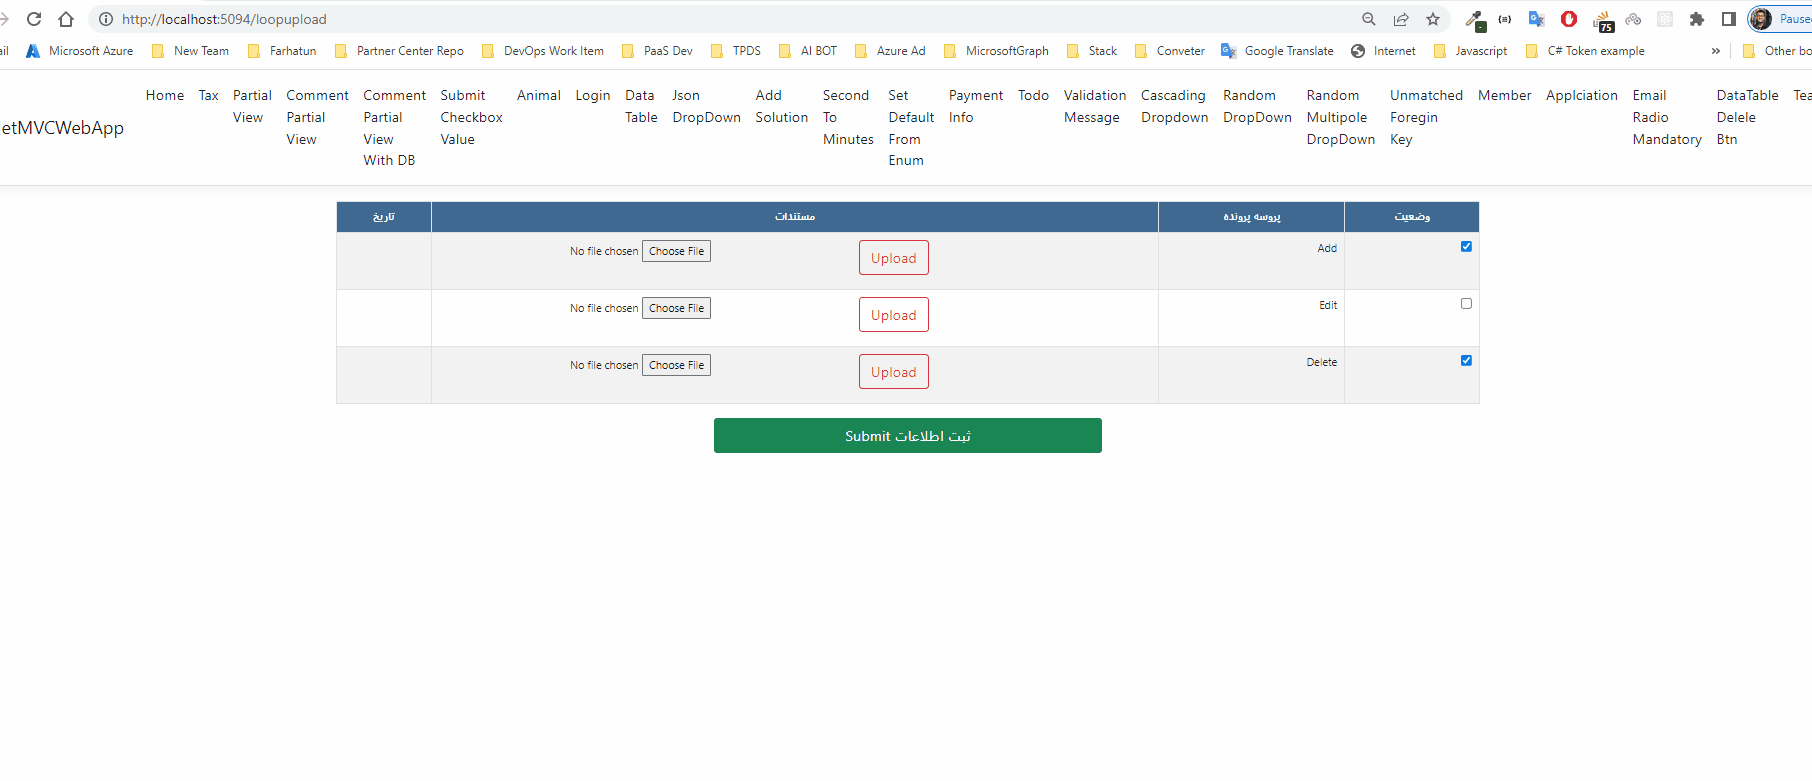 http://localhost:5094/loopupload
75
Microsoft Azure New Team Farhatun Partner Center Repo DevOps Work Item PaaS Dev TPDS AI BOT Azure Ad MicrosoftGraph Stack Conveter Google Translate Internet Javascript C# Token example » Other bo
etMVCWebApp
Home
Tax
Partial
View
Comment
Partial
View
Comment
Partial
View
With DB
Submit
Checkbox
Value
Animal
Login
Data
Table
Json
DropDown
Add
Solution
Second
To
Minutes
Set
Default
From
Enum
Payment
Info
Todo
Validation
Message
Cascading
Dropdown
Random
DropDown
Random
Multipole
DropDown
Unmatched
Foregin
Key
Member
Applciation
Email
Radio
Mandatory
DataTable
Delele
Btn
Tea
وضعیت پروسه پرونده مستندات تاریخ
Add Upload Choose File No file chosen
Edit Upload Choose File No file chosen
Delete Upload Choose File No file chosen
Submit ثبت اطلاعات